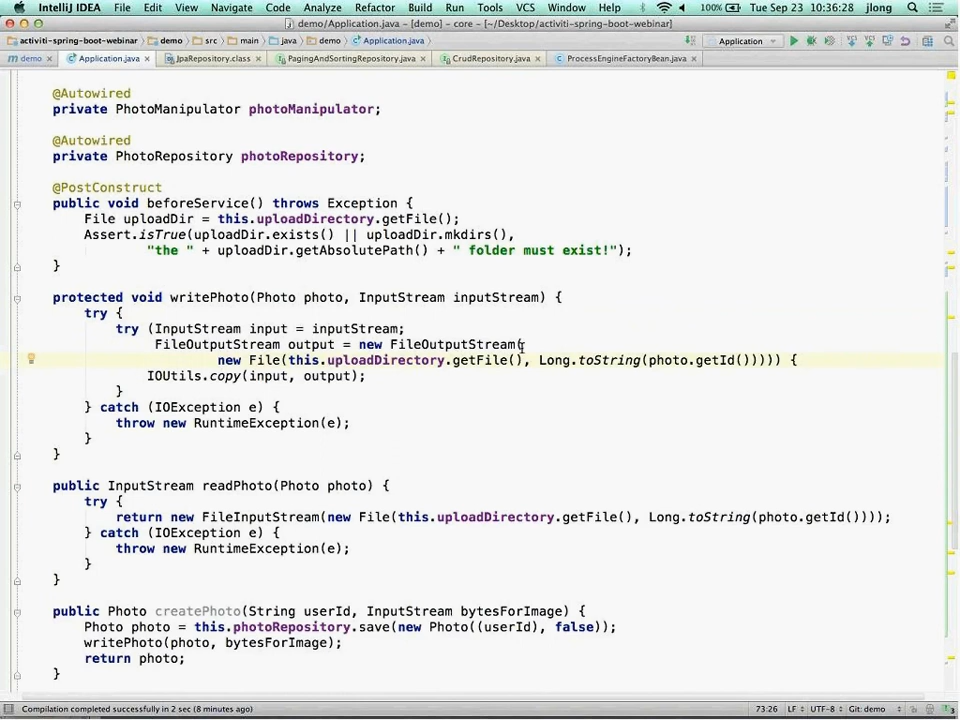 IntelliJ IDEA File Edit View Navigate Code Analyze Refactor Build Run Tools VCS Window Help 100% Tue Sep 23 10:36:28 jlong
demo/Application.java - [demo] - core - [~/Desktop/activiti-spring-boot-webinar]
activiti-spring-boot-webinar demo src main java demo Application.java Application
demo Application.java JpaRepository.class PagingAndSortingRepository.java CrudRepository.java ProcessEngineFactoryBean.java
@Autowired
private PhotoManipulator photoManipulator;
@Autowired
private PhotoRepository photoRepository;
@PostConstruct
public void beforeService() throws Exception {
File uploadDir = this.uploadDirectory.getFile();
Assert.isTrue(uploadDir.exists() || uploadDir.mkdirs(),
"the " + uploadDir.getAbsolutePath() + " folder must exist!");
}
protected void writePhoto(Photo photo, InputStream inputStream) {
try {
try (InputStream input = inputStream;
FileOutputStream output = new FileOutputStream(
new File(this.uploadDirectory.getFile(), Long.toString(photo.getId())))) {
IOUtils.copy(input, output);
}
} catch (IOException e) {
throw new RuntimeException(e);
}
}
public InputStream readPhoto(Photo photo) {
try {
return new FileInputStream(new File(this.uploadDirectory.getFile(), Long.toString(photo.getId())));
} catch (IOException e) {
throw new RuntimeException(e);
}
}
public Photo createPhoto(String userId, InputStream bytesForImage) {
Photo photo = this.photoRepository.save(new Photo((userId), false));
writePhoto(photo, bytesForImage);
return photo;
}
Compilation completed successfully in 2 sec (8 minutes ago) 73:26 LF UTF-8 Git: demo